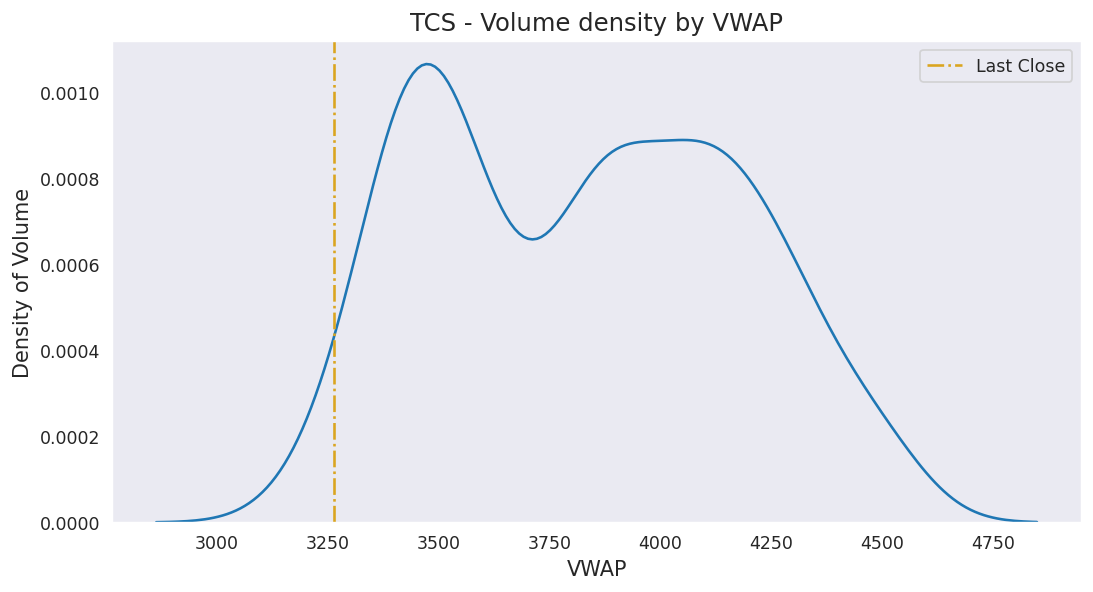 TCS - Volume density by VWAP
Last Close
Density of Volume
0.0010
0.0008
0.0006
0.0004
0.0002
0.0000
3000 3250 3500 3750 4000 4250 4500 4750
VWAP